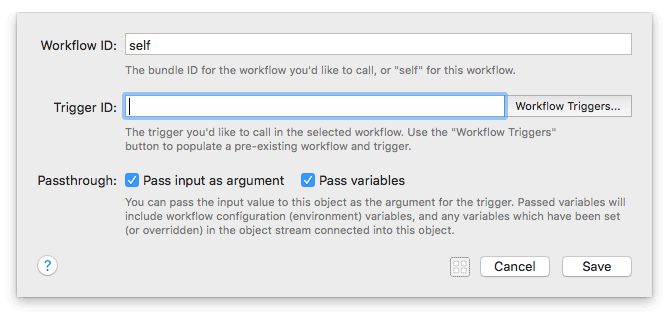 Workflow ID: self
The bundle ID for the workflow you'd like to call, or "self" for this workflow.
Trigger ID: Workflow Triggers...
The trigger you'd like to call in the selected workflow. Use the "Workflow Triggers"
button to populate a pre-existing workflow and trigger.
Passthrough: Pass input as argument Pass variables
You can pass the input value to this object as the argument for the trigger. Passed variables will
include workflow configuration (environment) variables, and any variables which have been set
(or overridden) in the object stream connected into this object.
? Cancel Save